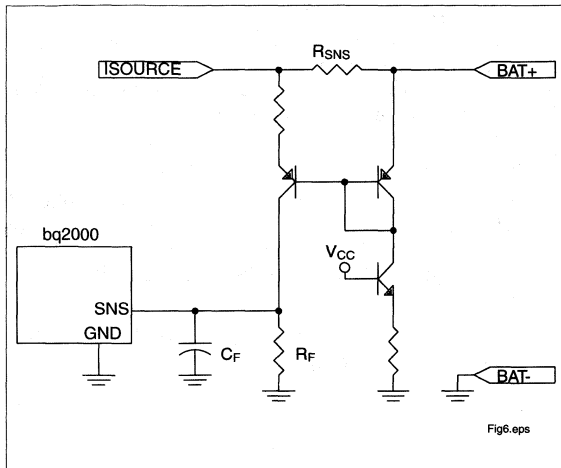 RSNS
ISOURCE
BAT+
bq2000
VCC
SNS
GND
CF
RF
BAT-
Fig6.eps